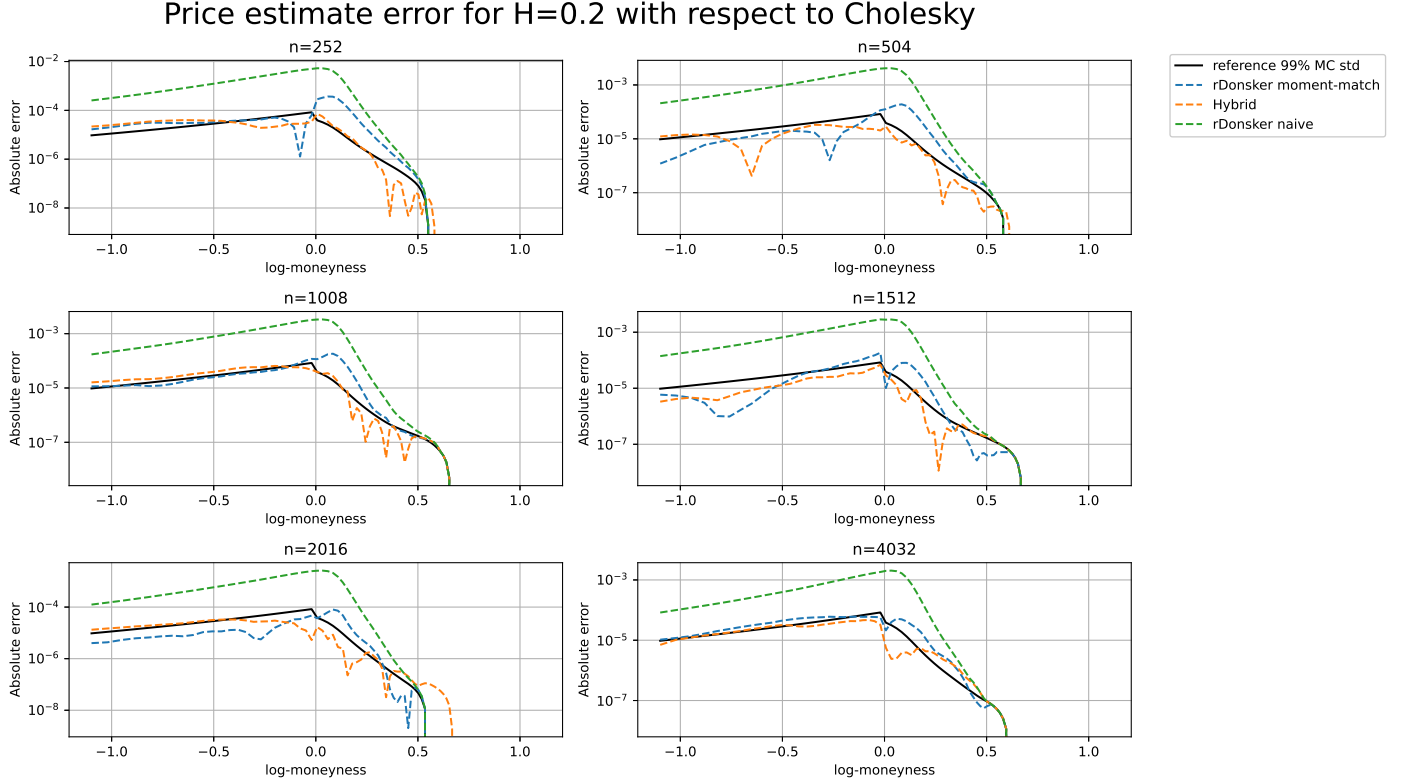 Price estimate error for H=0.2 with respect to Cholesky
n=252
Absolute error
10⁻²
10⁻⁴
10⁻⁶
10⁻⁸
−1.0 −0.5 0.0 0.5 1.0
log-moneyness
n=504
Absolute error
10⁻³
10⁻⁵
10⁻⁷
−1.0 −0.5 0.0 0.5 1.0
log-moneyness
reference 99% MC std
rDonsker moment-match
Hybrid
rDonsker naive
n=1008
Absolute error
10⁻³
10⁻⁵
10⁻⁷
−1.0 −0.5 0.0 0.5 1.0
log-moneyness
n=1512
Absolute error
10⁻³
10⁻⁵
10⁻⁷
−1.0 −0.5 0.0 0.5 1.0
log-moneyness
n=2016
Absolute error
10⁻⁴
10⁻⁶
10⁻⁸
−1.0 −0.5 0.0 0.5 1.0
log-moneyness
n=4032
Absolute error
10⁻³
10⁻⁵
10⁻⁷
−1.0 −0.5 0.0 0.5 1.0
log-moneyness